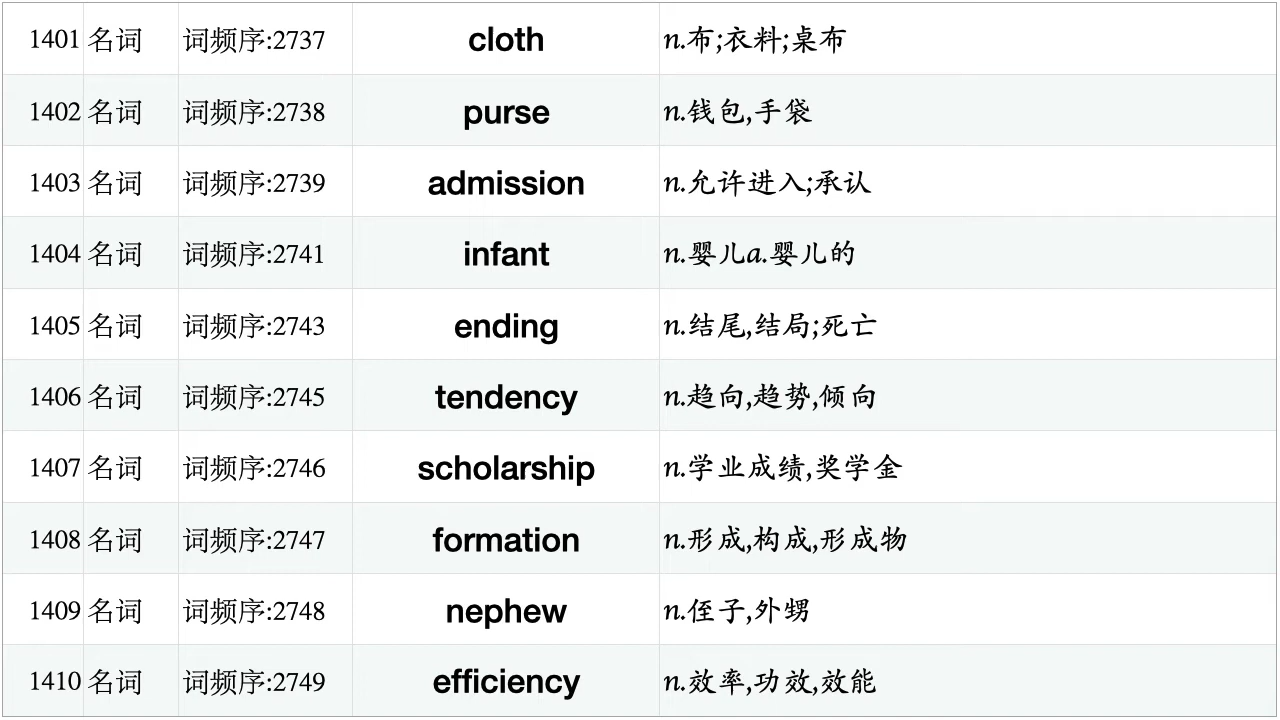 1401 名词 词频序:2737 cloth n.布;衣料;桌布
1402 名词 词频序:2738 purse n.钱包,手袋
1403 名词 词频序:2739 admission n.允许进入;承认
1404 名词 词频序:2741 infant n.婴儿a.婴儿的
1405 名词 词频序:2743 ending n.结尾,结局;死亡
1406 名词 词频序:2745 tendency n.趋向,趋势,倾向
1407 名词 词频序:2746 scholarship n.学业成绩,奖学金
1408 名词 词频序:2747 formation n.形成,构成,形成物
1409 名词 词频序:2748 nephew n.侄子,外甥
1410 名词 词频序:2749 efficiency n.效率,功效,效能